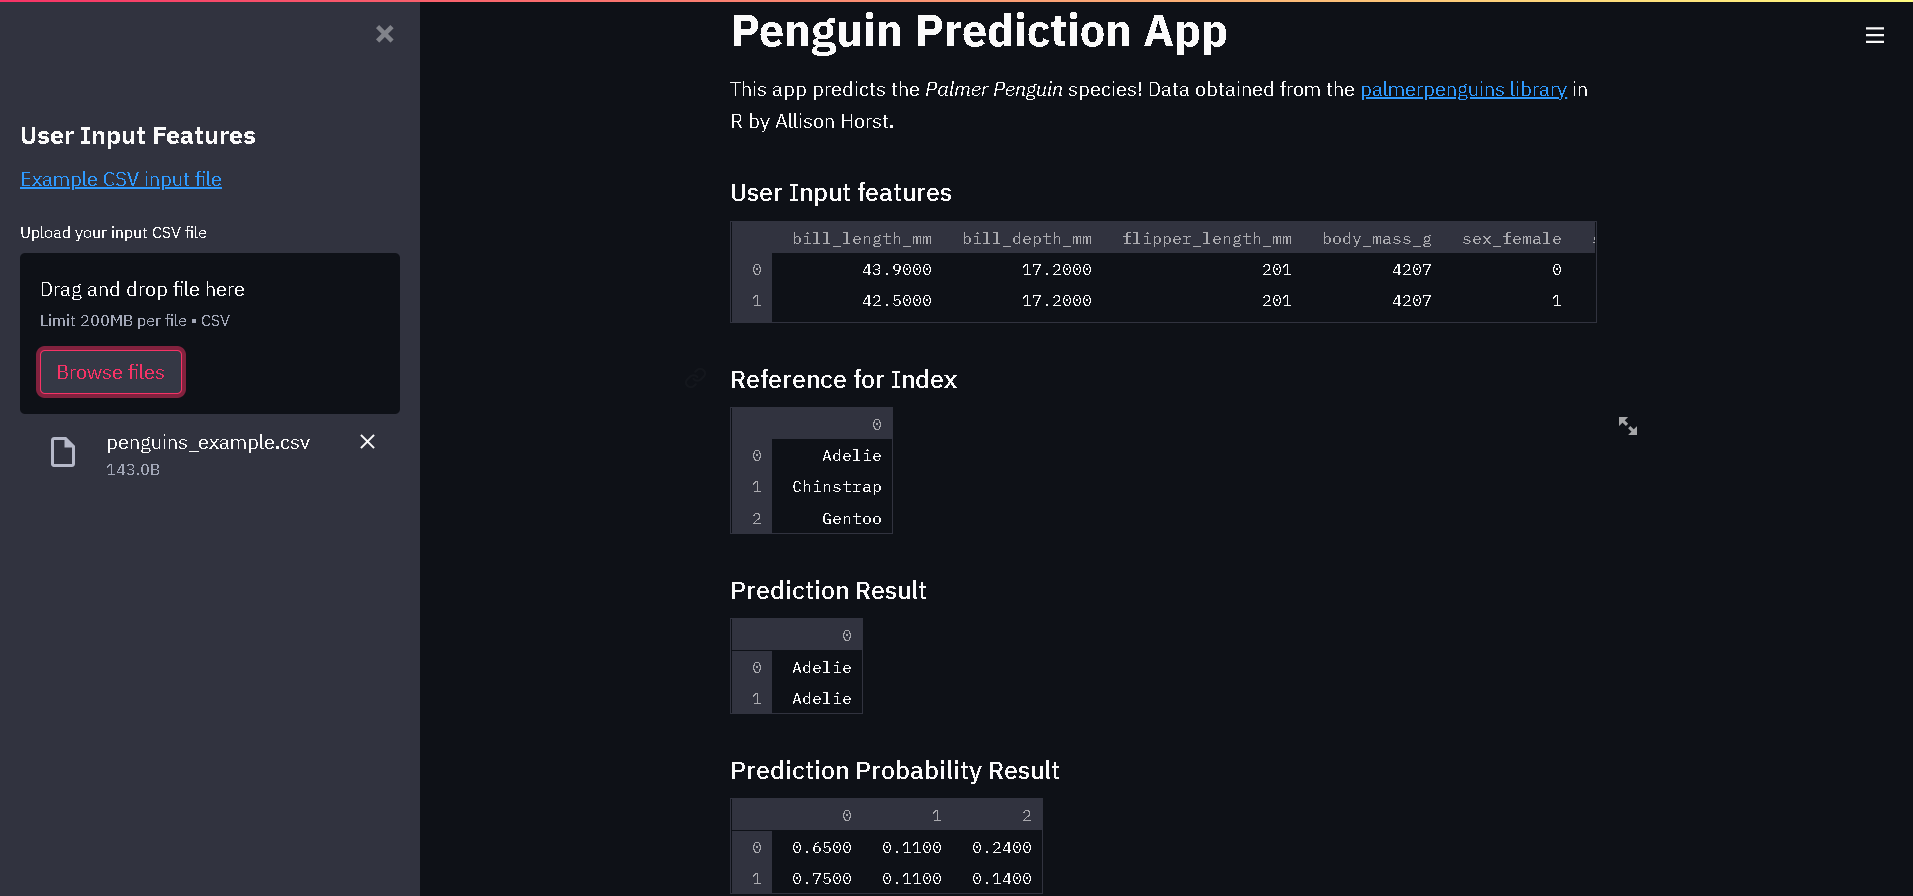 User Input Features
Example CSV input file
Upload your input CSV file
Drag and drop file here
Limit 200MB per file • CSV
Browse files
penguins_example.csv
143.0B
Penguin Prediction App
This app predicts the Palmer Penguin species! Data obtained from the palmerpenguins library in
R by Allison Horst.
User Input features
bill_length_mm bill_depth_mm flipper_length_mm body_mass_g sex_female
0 43.9000 17.2000 201 4207 0
1 42.5000 17.2000 201 4207 1
Reference for Index
0
0 Adelie
1 Chinstrap
2 Gentoo
Prediction Result
0
0 Adelie
1 Adelie
Prediction Probability Result
0 1 2
0 0.6500 0.1100 0.2400
1 0.7500 0.1100 0.1400